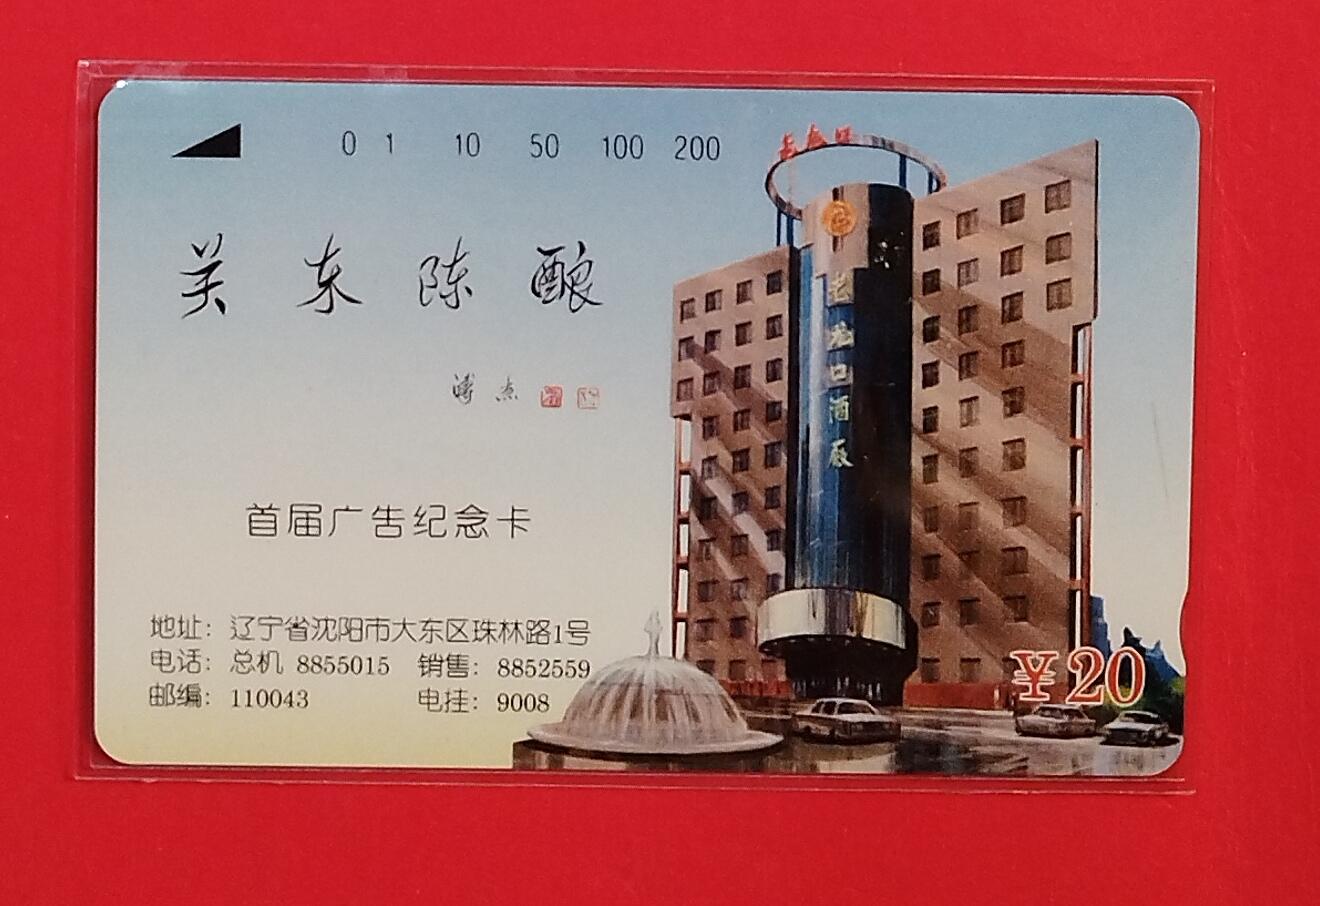 0 1 10 50 100 200
关东陈酿
溥杰
老龙口酒厂
首届广告纪念卡
地址：辽宁省沈阳市大东区珠林路1号
电话：总机 8855015 销售：8852559
邮编：110043 电挂：9008
￥20